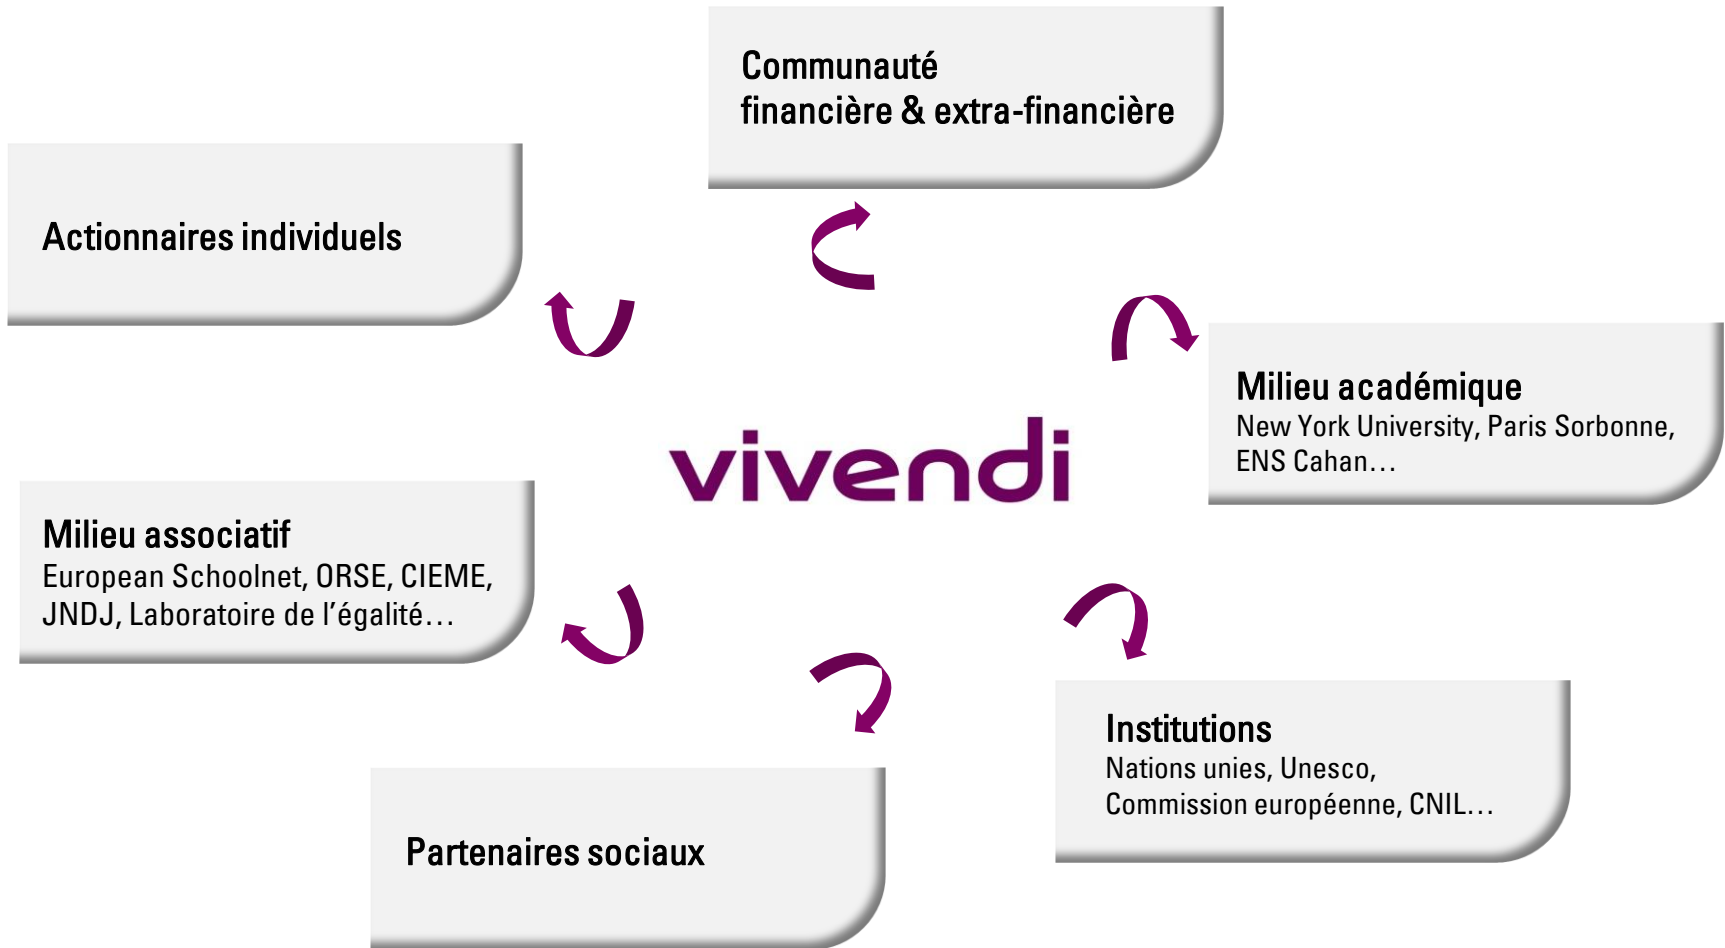 Communauté
financière & extra-financière
Actionnaires individuels
Milieu académique
New York University, Paris Sorbonne,
ENS Cahan…
vivendi
Milieu associatif
European Schoolnet, ORSE, CIEME,
JNDJ, Laboratoire de l’égalité…
Institutions
Nations unies, Unesco,
Commission européenne, CNIL…
Partenaires sociaux